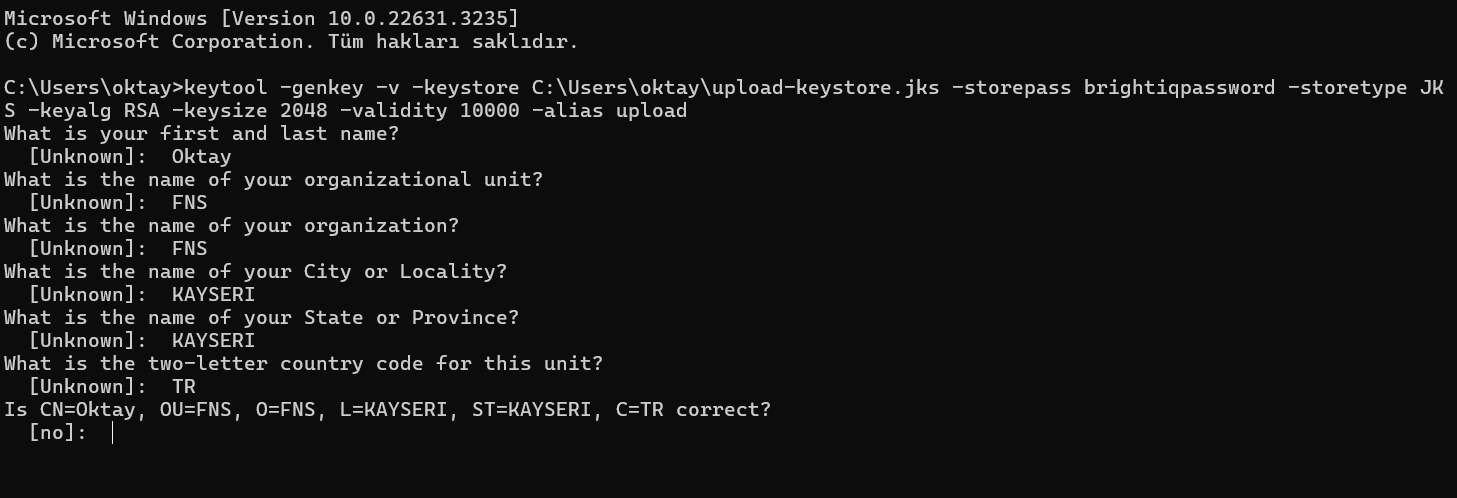 Microsoft Windows [Version 10.0.22631.3235]
(c) Microsoft Corporation. Tüm hakları saklıdır.
C:\Users\oktay>keytool -genkey -v -keystore C:\Users\oktay\upload-keystore.jks -storepass brightiqpassword -storetype JK
S -keyalg RSA -keysize 2048 -validity 10000 -alias upload
What is your first and last name?
  [Unknown]:  Oktay
What is the name of your organizational unit?
  [Unknown]:  FNS
What is the name of your organization?
  [Unknown]:  FNS
What is the name of your City or Locality?
  [Unknown]:  KAYSERI
What is the name of your State or Province?
  [Unknown]:  KAYSERI
What is the two-letter country code for this unit?
  [Unknown]:  TR
Is CN=Oktay, OU=FNS, O=FNS, L=KAYSERI, ST=KAYSERI, C=TR correct?
  [no]: